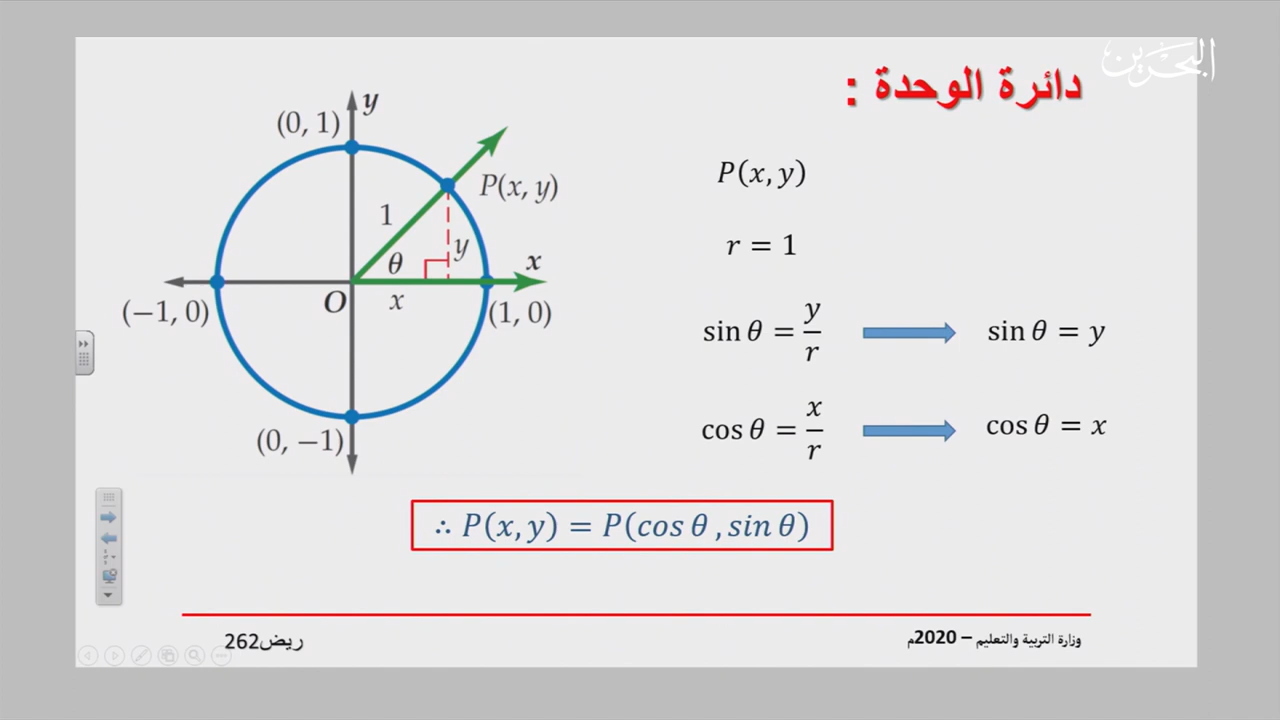 البحرين
دائرة الوحدة :
y
(0, 1)
P(x, y)
1
θ
y
x
(−1, 0)
O
x
(1, 0)
(0, −1)
P(x, y)
r = 1
sin θ = y/r
sin θ = y
cos θ = x/r
cos θ = x
∴ P(x, y) = P(cos θ , sin θ)
وزارة التربية والتعليم – 2020م
ريض262